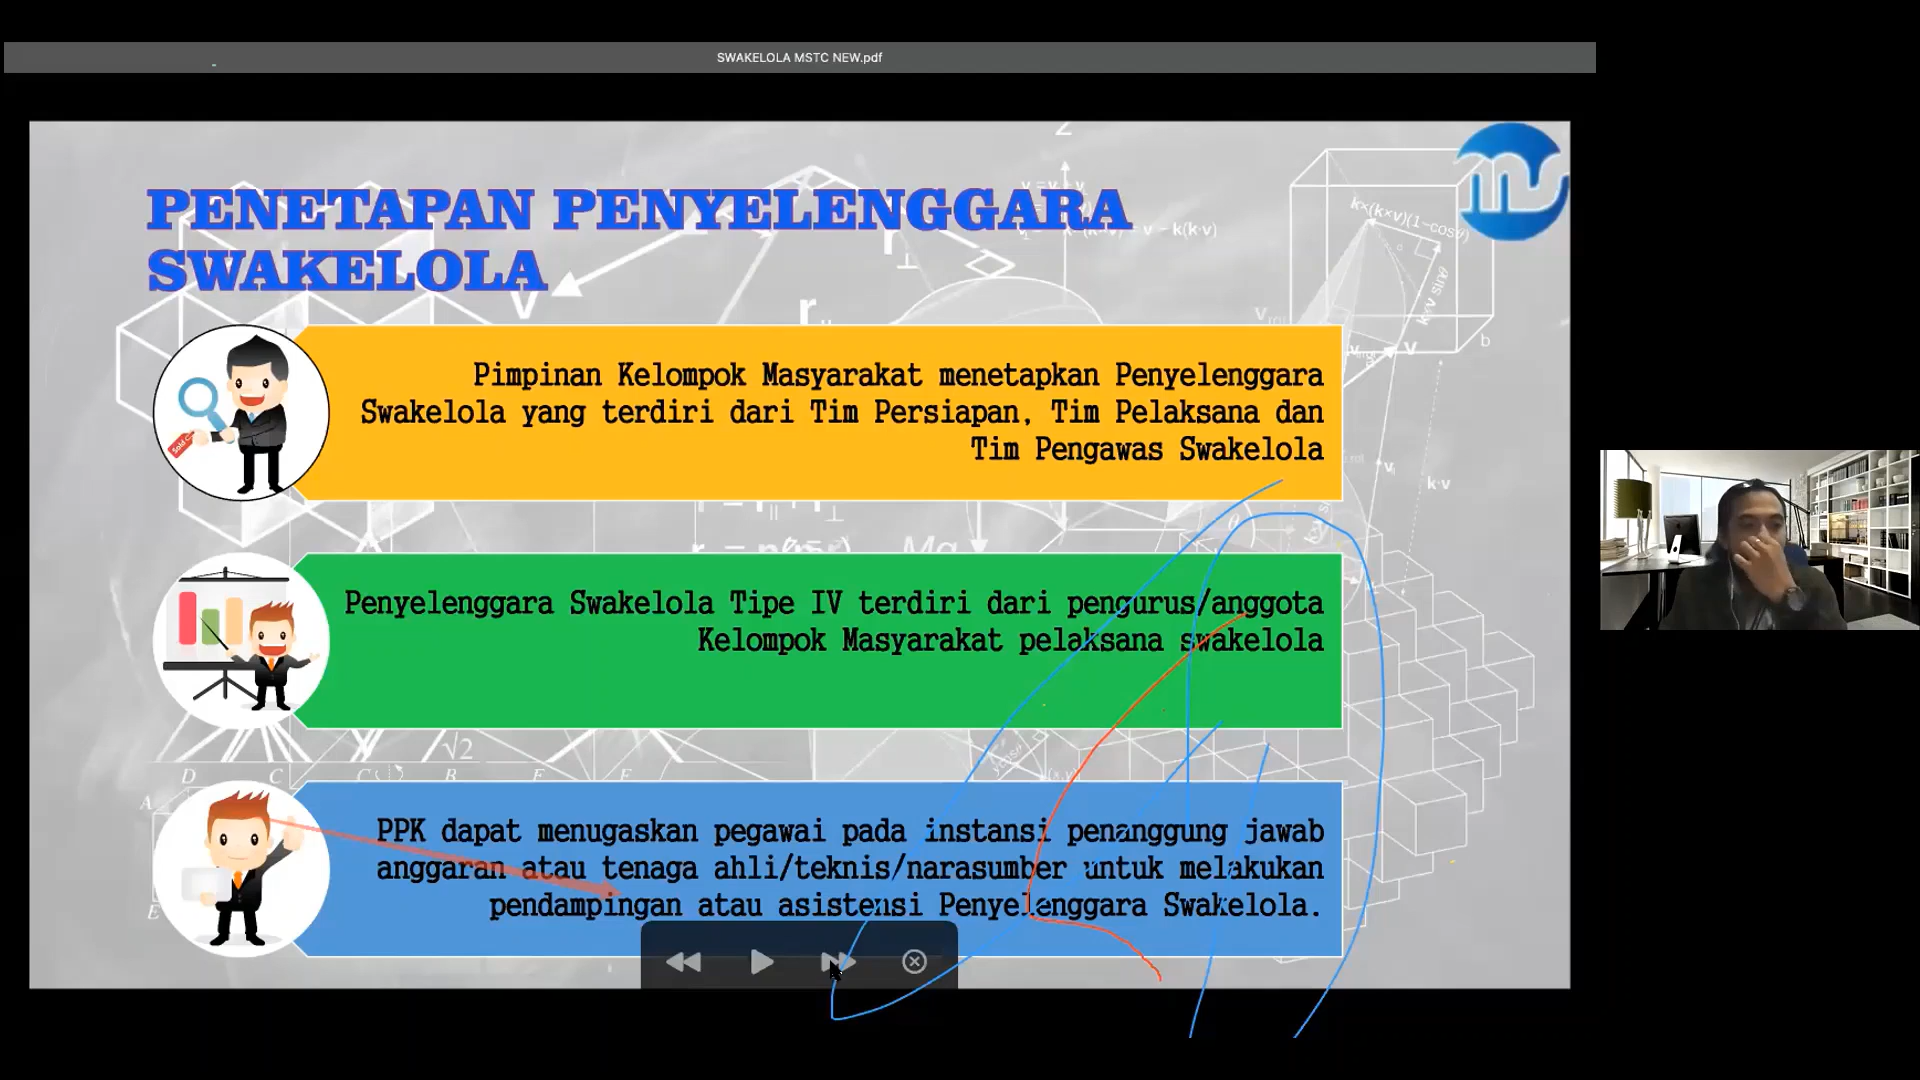 SWAKELOLA MSTC NEW.pdf
PENETAPAN PENYELENGGARA
SWAKELOLA
Pimpinan Kelompok Masyarakat menetapkan Penyelenggara
Swakelola yang terdiri dari Tim Persiapan, Tim Pelaksana dan
Tim Pengawas Swakelola
Penyelenggara Swakelola Tipe IV terdiri dari pengurus/anggota
Kelompok Masyarakat pelaksana swakelola
PPK dapat menugaskan pegawai pada instansi penanggung jawab
anggaran atau tenaga ahli/teknis/narasumber untuk melakukan
pendampingan atau asistensi Penyelenggara Swakelola.